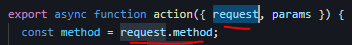 export async function action({ request, params }) {
const method = request.method;